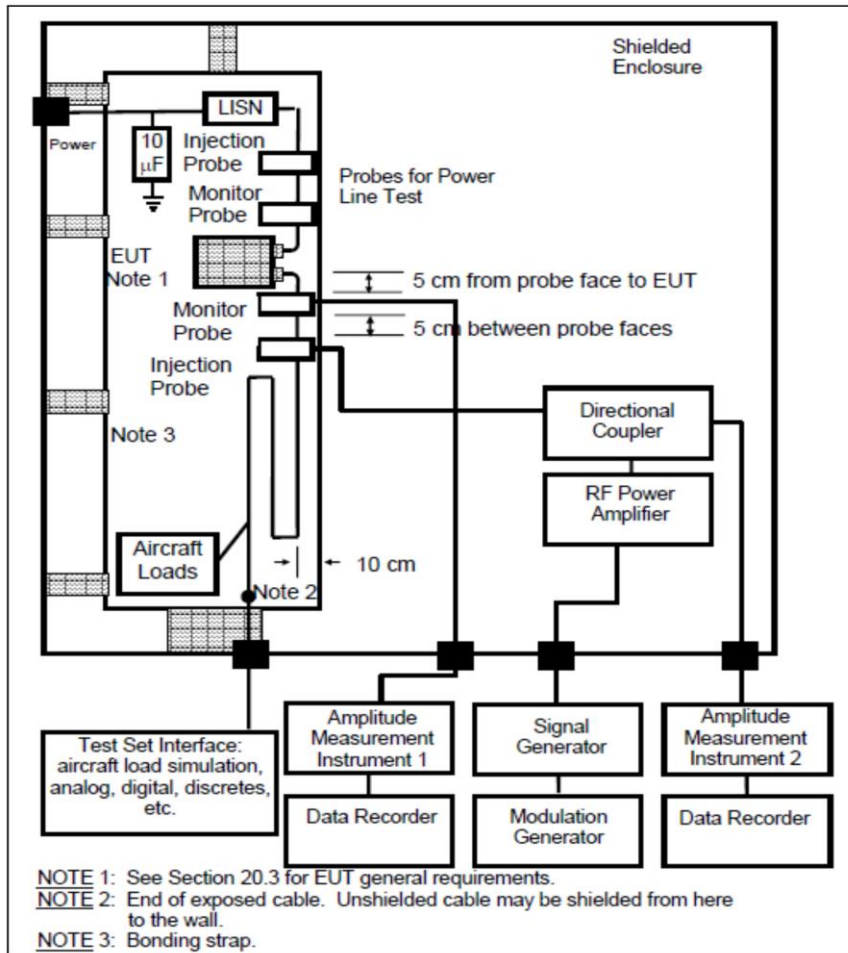 Shielded
Enclosure
LISN
Power
10
µF
Injection
Probe
Monitor
Probe
Probes for Power
Line Test
EUT
Note 1
5 cm from probe face to EUT
Monitor
Probe
5 cm between probe faces
Injection
Probe
Directional
Coupler
Note 3
RF Power
Amplifier
Aircraft
Loads
10 cm
Note 2
Test Set Interface:
aircraft load simulation,
analog, digital, discretes,
etc.
Amplitude
Measurement
Instrument 1
Data Recorder
Signal
Generator
Modulation
Generator
Amplitude
Measurement
Instrument 2
Data Recorder
NOTE 1: See Section 20.3 for EUT general requirements.
NOTE 2: End of exposed cable. Unshielded cable may be shielded from here
to the wall.
NOTE 3: Bonding strap.